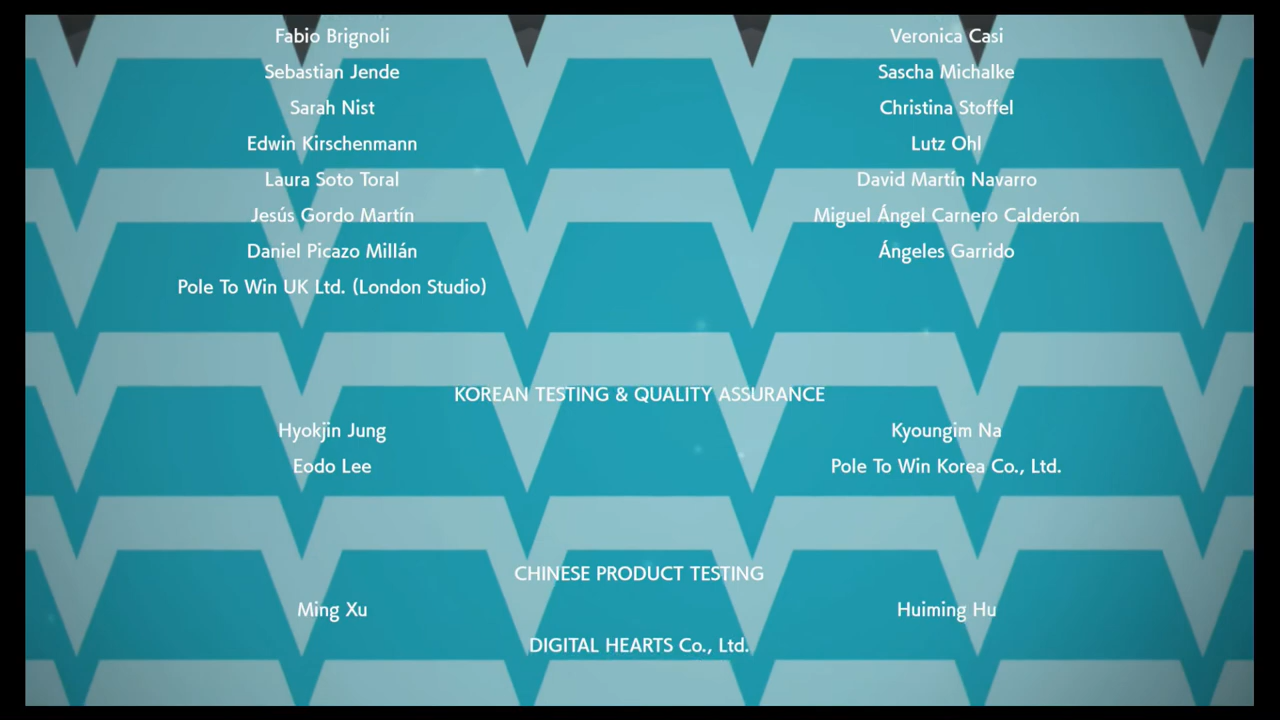 Fabio Brignoli Veronica Casi
Sebastian Jende Sascha Michalke
Sarah Nist Christina Stoffel
Edwin Kirschenmann Lutz Ohl
Laura Soto Toral David Martín Navarro
Jesús Gordo Martín Miguel Ángel Carnero Calderón
Daniel Picazo Millán Ángeles Garrido
Pole To Win UK Ltd. (London Studio)
KOREAN TESTING & QUALITY ASSURANCE
Hyokjin Jung Kyoungim Na
Eodo Lee Pole To Win Korea Co., Ltd.
CHINESE PRODUCT TESTING
Ming Xu Huiming Hu
DIGITAL HEARTS Co., Ltd.